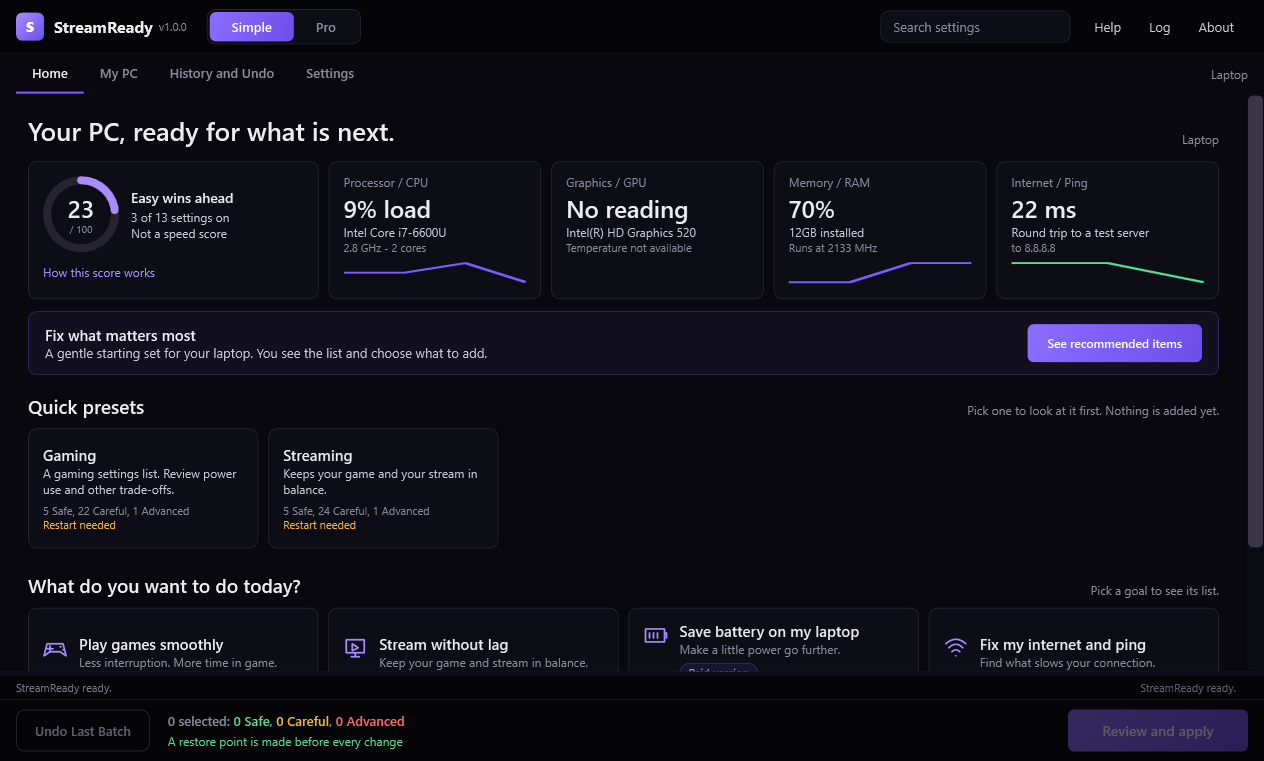 S StreamReady v1.0.0 Simple Pro Search settings Help Log About
Home My PC History and Undo Settings Laptop
Your PC, ready for what is next.
Laptop
23
/ 100
Easy wins ahead
3 of 13 settings on
Not a speed score
How this score works
Processor / CPU
9% load
Intel Core i7-6600U
2.8 GHz - 2 cores
Graphics / GPU
No reading
Intel(R) HD Graphics 520
Temperature not available
Memory / RAM
70%
12GB installed
Runs at 2133 MHz
Internet / Ping
22 ms
Round trip to a test server
to 8.8.8.8
Fix what matters most
A gentle starting set for your laptop. You see the list and choose what to add.
See recommended items
Quick presets
Pick one to look at it first. Nothing is added yet.
Gaming
A gaming settings list. Review power
use and other trade-offs.
5 Safe, 22 Careful, 1 Advanced
Restart needed
Streaming
Keeps your game and your stream in
balance.
5 Safe, 24 Careful, 1 Advanced
Restart needed
What do you want to do today?
Pick a goal to see its list.
Play games smoothly
Less interruption. More time in game.
Stream without lag
Keep your game and stream in balance.
Save battery on my laptop
Make a little power go further.
Paid version
Fix my internet and ping
Find what slows your connection.
StreamReady ready.
StreamReady ready.
Undo Last Batch
0 selected: 0 Safe, 0 Careful, 0 Advanced
A restore point is made before every change
Review and apply